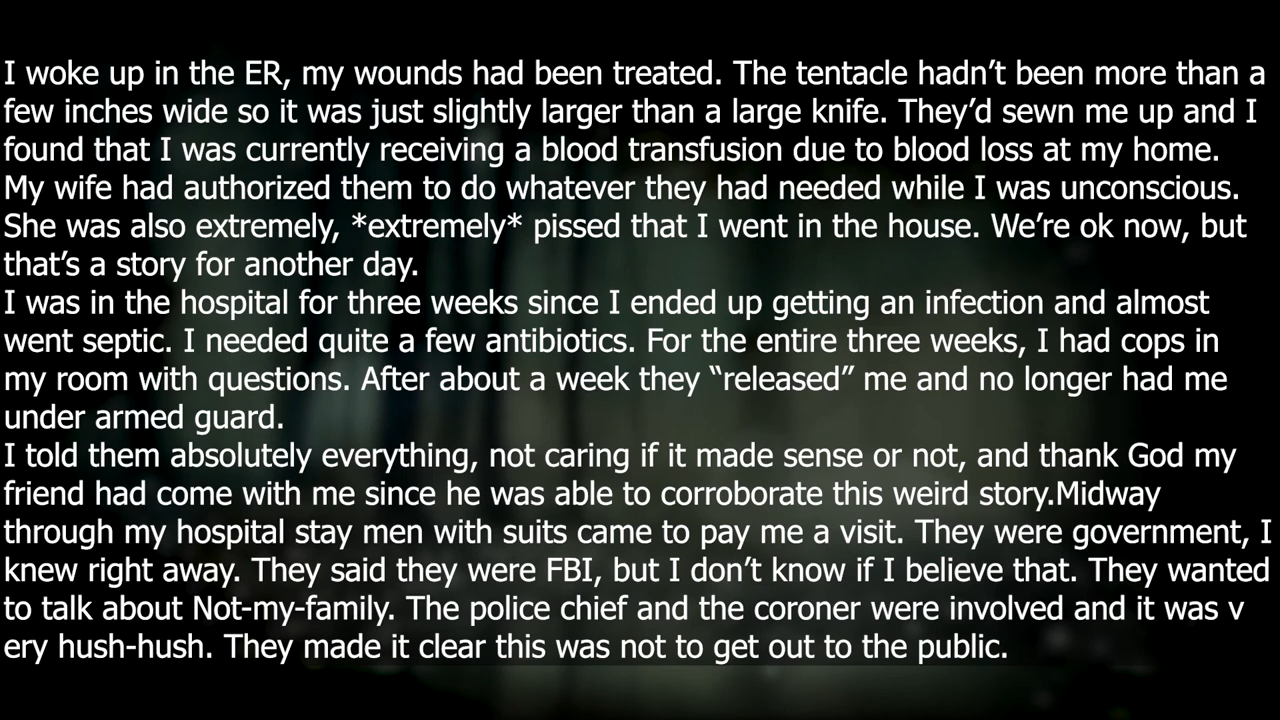 I woke up in the ER, my wounds had been treated. The tentacle hadn’t been more than a
few inches wide so it was just slightly larger than a large knife. They’d sewn me up and I
found that I was currently receiving a blood transfusion due to blood loss at my home.
My wife had authorized them to do whatever they had needed while I was unconscious.
She was also extremely, *extremely* pissed that I went in the house. We’re ok now, but
that’s a story for another day.
I was in the hospital for three weeks since I ended up getting an infection and almost
went septic. I needed quite a few antibiotics. For the entire three weeks, I had cops in
my room with questions. After about a week they “released” me and no longer had me
under armed guard.
I told them absolutely everything, not caring if it made sense or not, and thank God my
friend had come with me since he was able to corroborate this weird story.Midway
through my hospital stay men with suits came to pay me a visit. They were government, I
knew right away. They said they were FBI, but I don’t know if I believe that. They wanted
to talk about Not-my-family. The police chief and the coroner were involved and it was v
ery hush-hush. They made it clear this was not to get out to the public.